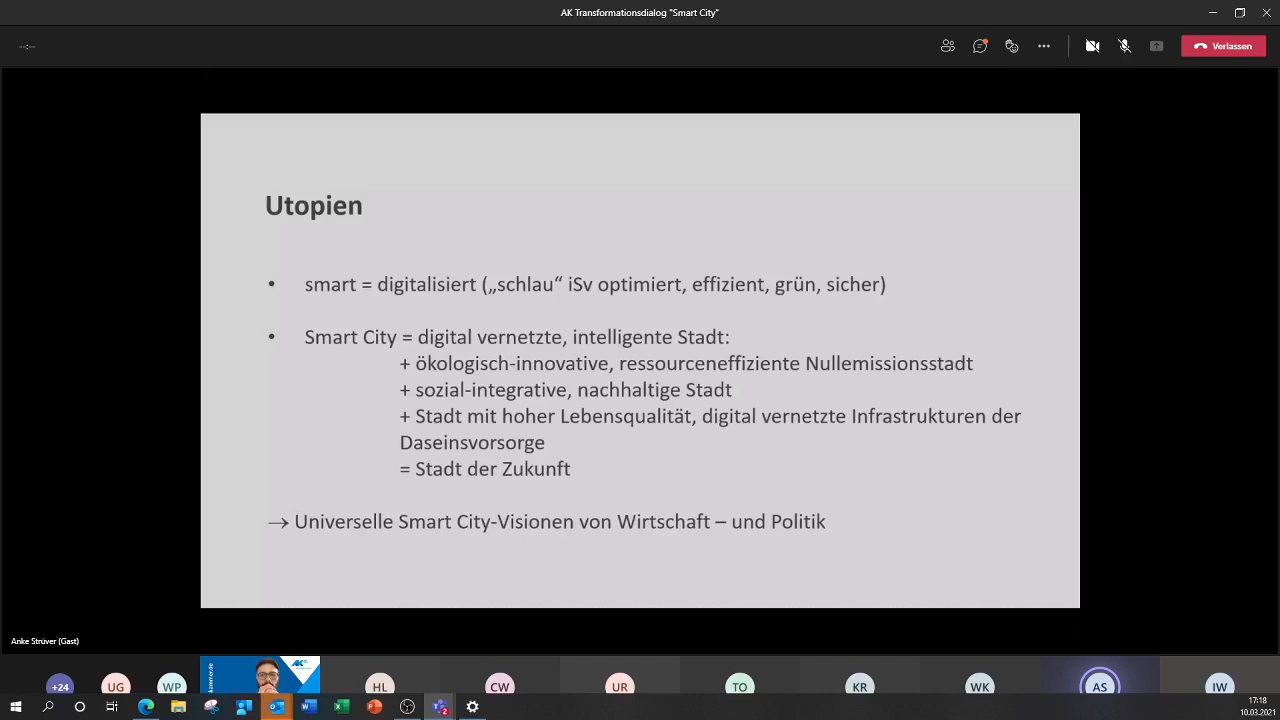 AK Transformationsdialog "Smart City"
--:--
Verlassen
Utopien
• smart = digitalisiert („schlau“ iSv optimiert, effizient, grün, sicher)
• Smart City = digital vernetzte, intelligente Stadt:
+ ökologisch-innovative, ressourceneffiziente Nullemissionsstadt
+ sozial-integrative, nachhaltige Stadt
+ Stadt mit hoher Lebensqualität, digital vernetzte Infrastrukturen der
Daseinsvorsorge
= Stadt der Zukunft
→ Universelle Smart City-Visionen von Wirtschaft – und Politik
Anke Strüver (Gast)
+24 UG WP HL CW UR TO KR WK AS IW
17:18
10.03.2021